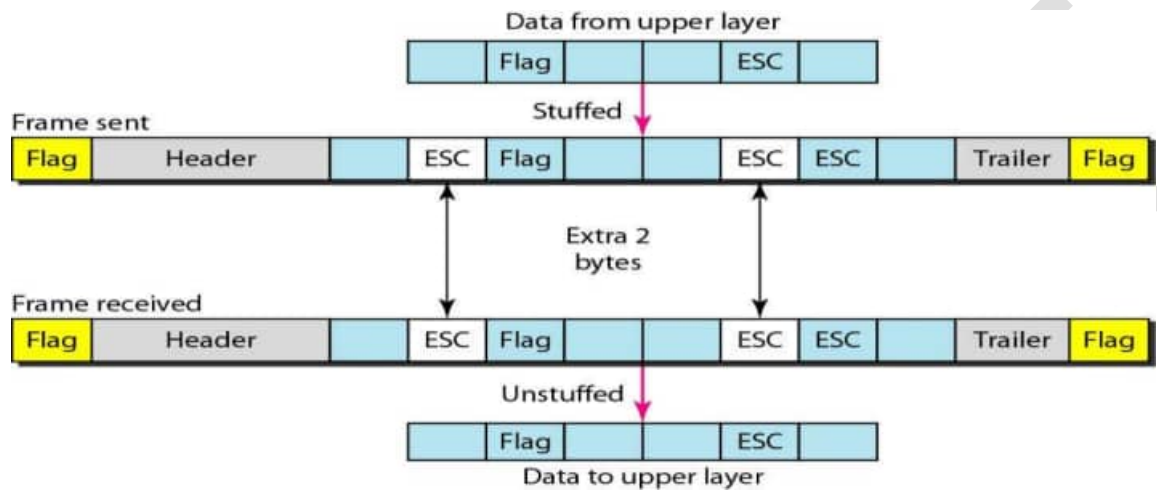 Data from upper layer
Flag ESC
Stuffed
Frame sent
Flag Header ESC Flag ESC ESC Trailer Flag
Extra 2
bytes
Frame received
Flag Header ESC Flag ESC ESC Trailer Flag
Unstuffed
Flag ESC
Data to upper layer